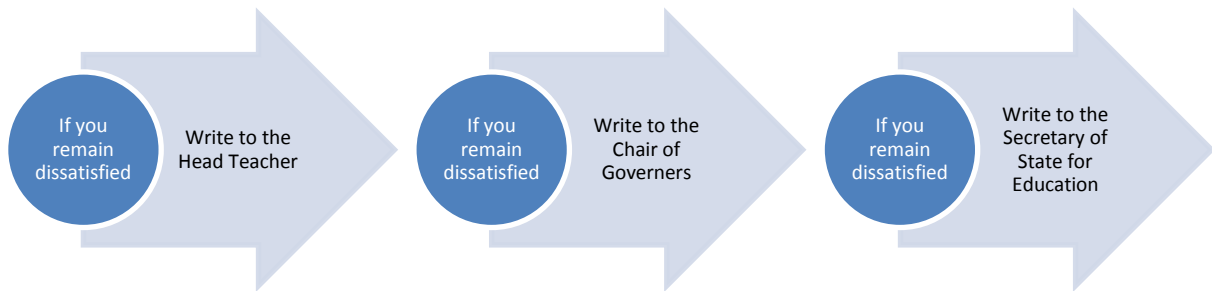 If you
remain
dissatisfied
Write to the
Head Teacher
If you
remain
dissatisfied
Write to the
Chair of
Governers
If you
remain
dissatisfied
Write to the
Secretary of
State for
Education